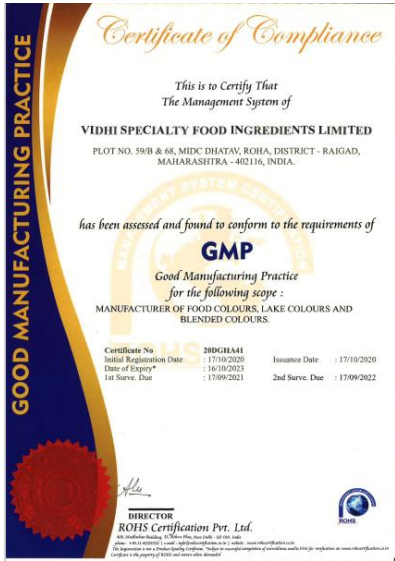 Certificate of Compliance
This is to Certify That
The Management System of
VIDHI SPECIALTY FOOD INGREDIENTS LIMITED
PLOT NO. 59/B & 68, MIDC DHATAV, ROHA, DISTRICT - RAIGAD,
MAHARASHTRA - 402116, INDIA.
has been assessed and found to conform to the requirements of
GMP
Good Manufacturing Practice
for the following scope :
MANUFACTURER OF FOOD COLOURS, LAKE COLOURS AND
BLENDED COLOURS.
Certificate No 20DGHA41
Initial Registration Date : 17/10/2020 Issuance Date : 17/10/2020
Date of Expiry* : 16/10/2023
1st Surve. Due : 17/09/2021 2nd Surve. Due : 17/09/2022
GOOD MANUFACTURING PRACTICE
MANAGEMENT SYSTEM CERTIFICATION
ROHS
DIRECTOR
ROHS Certification Pvt. Ltd.
ROHS